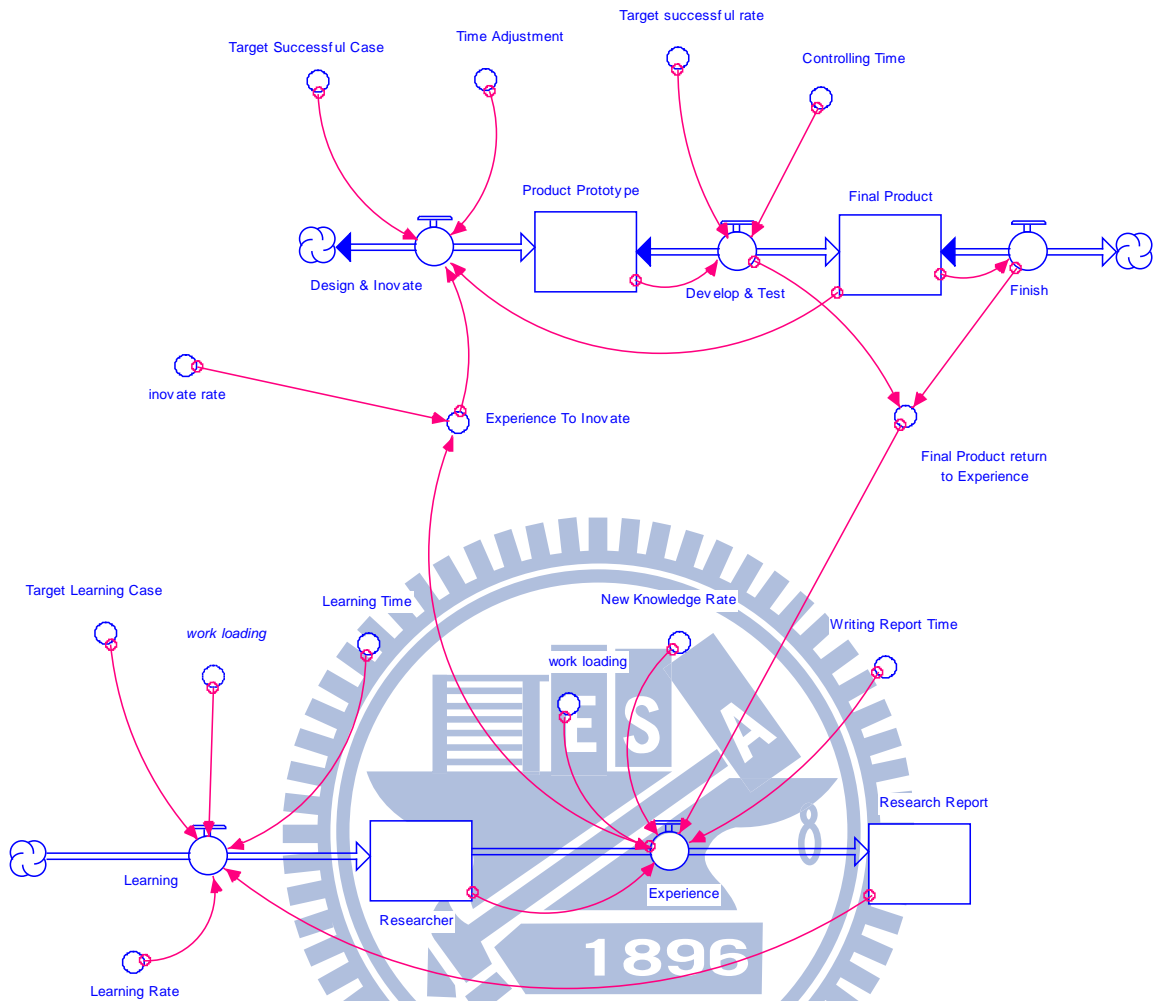 Target successful rate
Time Adjustment
Target Successful Case
Controlling Time
Product Prototype
Final Product
Design & Inovate
Develop & Test
Finish
inovate rate
Experience To Inovate
Final Product return
to Experience
Target Learning Case
Learning Time
New Knowledge Rate
work loading
Writing Report Time
work loading
E S A
8
Research Report
Learning
Researcher
Experience
1896
Learning Rate